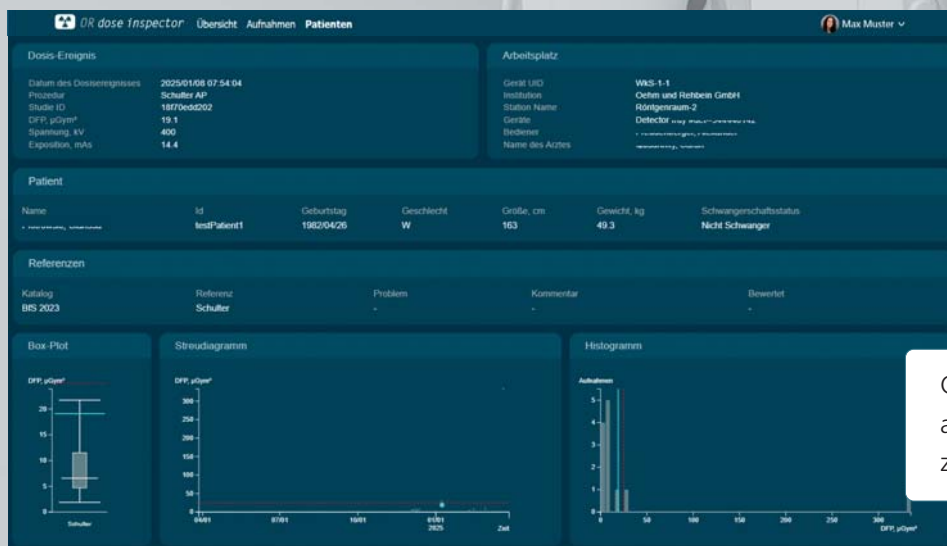 OR dose inspector Übersicht Aufnahmen Patienten Max Muster
Dosis-Ereignis
Datum des Dosisereignisses 2025/01/08 07:54:04
Prozedur Schulter AP
Studie ID 18f70edd202
DFP, µGym² 19.1
Spannung, kV 400
Exposition, mAs 14.4
Arbeitsplatz
Gerät UID WkS-1-1
Institution Oehm und Rehbein GmbH
Station Name Röntgenraum-2
Geräte Detector
Bediener
Name des Arztes
Patient
Name Id Geburtstag Geschlecht Größe, cm Gewicht, kg Schwangerschaftsstatus
testPatient1 1982/04/26 W 163 49.3 Nicht Schwanger
Referenzen
Katalog Referenz Problem Kommentar Bewertet
BfS 2023 Schulter - - -
Box-Plot
DFP, µGym²
20
15
10
5
0
Schulter
Streudiagramm
DFP, µGym²
300
250
200
150
100
50
0
04/01 07/01 10/01 01/01
2025 Zeit
Histogramm
Aufnahmen
5
4
3
2
1
0 50 100 150 200 250 300
DFP, µGym²